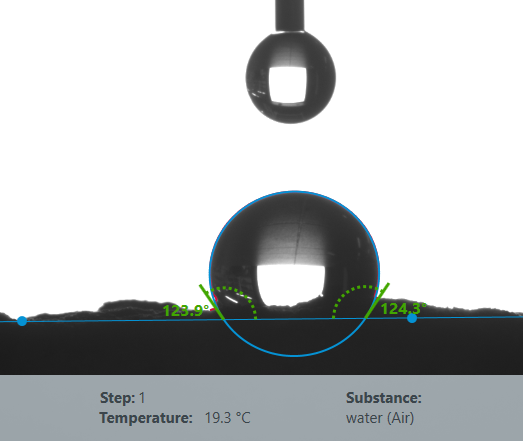 123.9°
124.3°
Step: 1
Substance:
Temperature: 19.3 °C
water (Air)